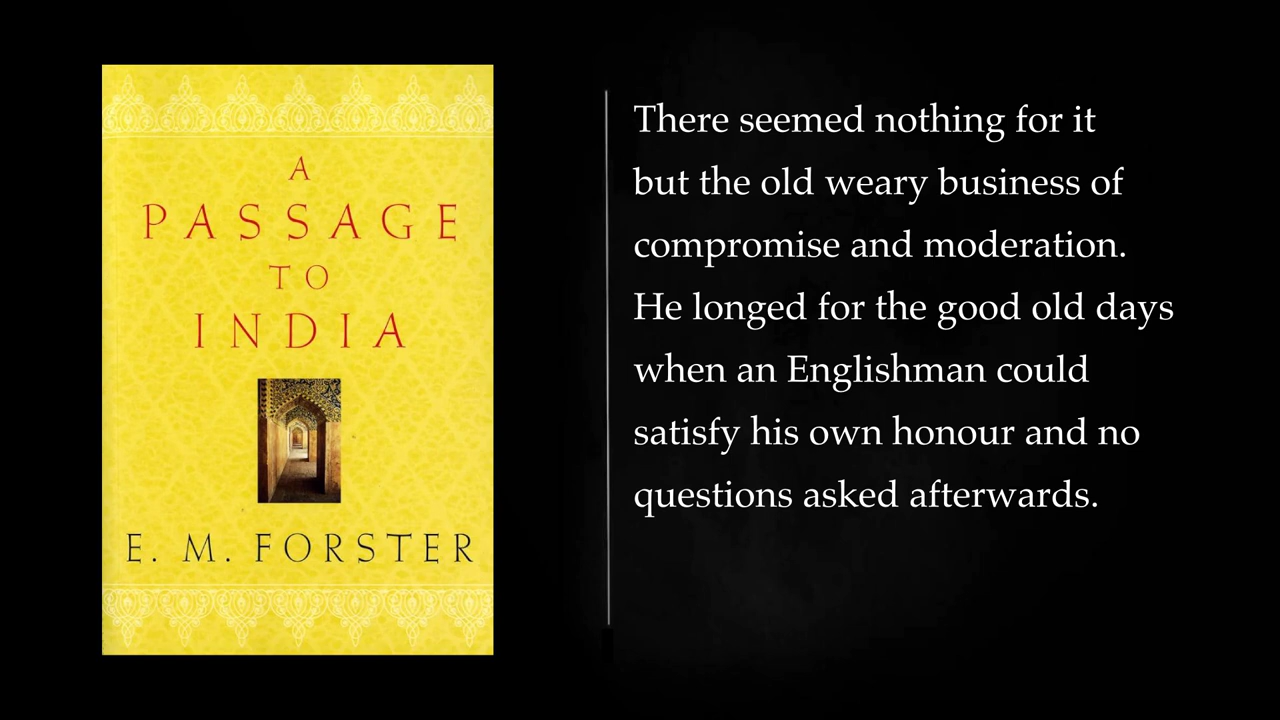 A
PASSAGE
TO
INDIA
E. M. FORSTER
There seemed nothing for it
but the old weary business of
compromise and moderation.
He longed for the good old days
when an Englishman could
satisfy his own honour and no
questions asked afterwards.